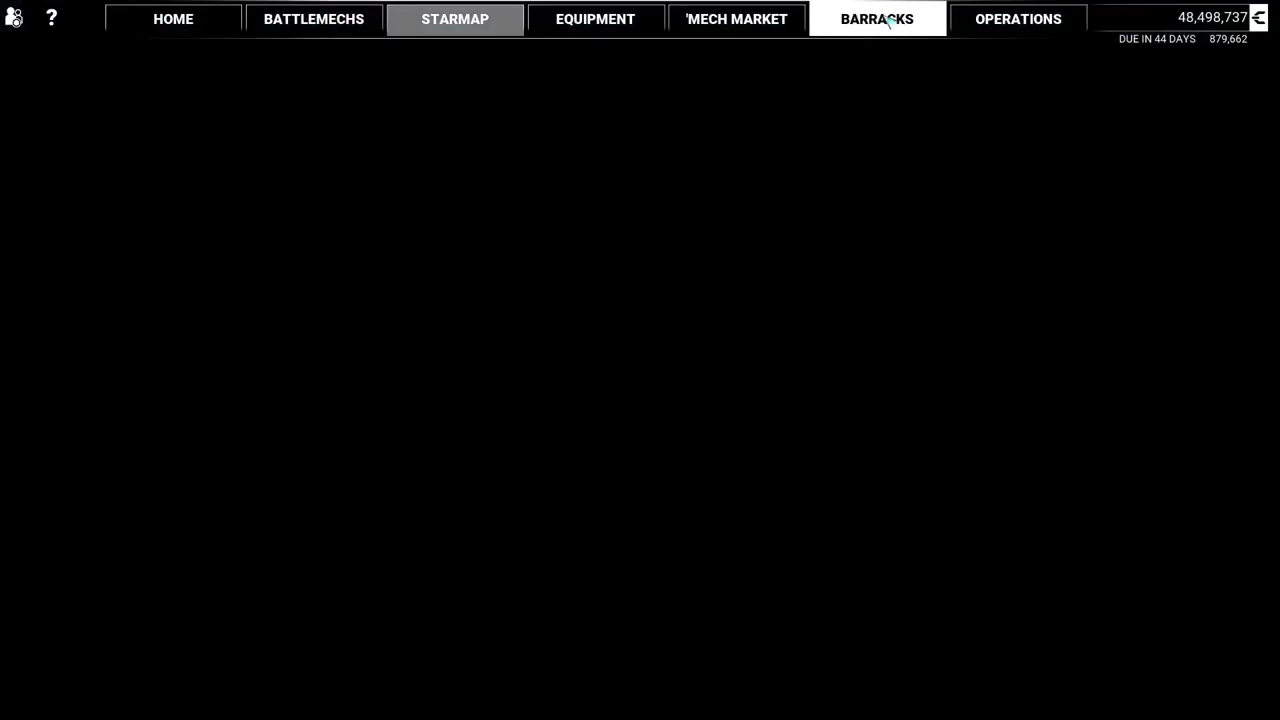 ? HOME BATTLEMECHS STARMAP EQUIPMENT 'MECH MARKET BARRACKS OPERATIONS 48,498,737
DUE IN 44 DAYS 879,662